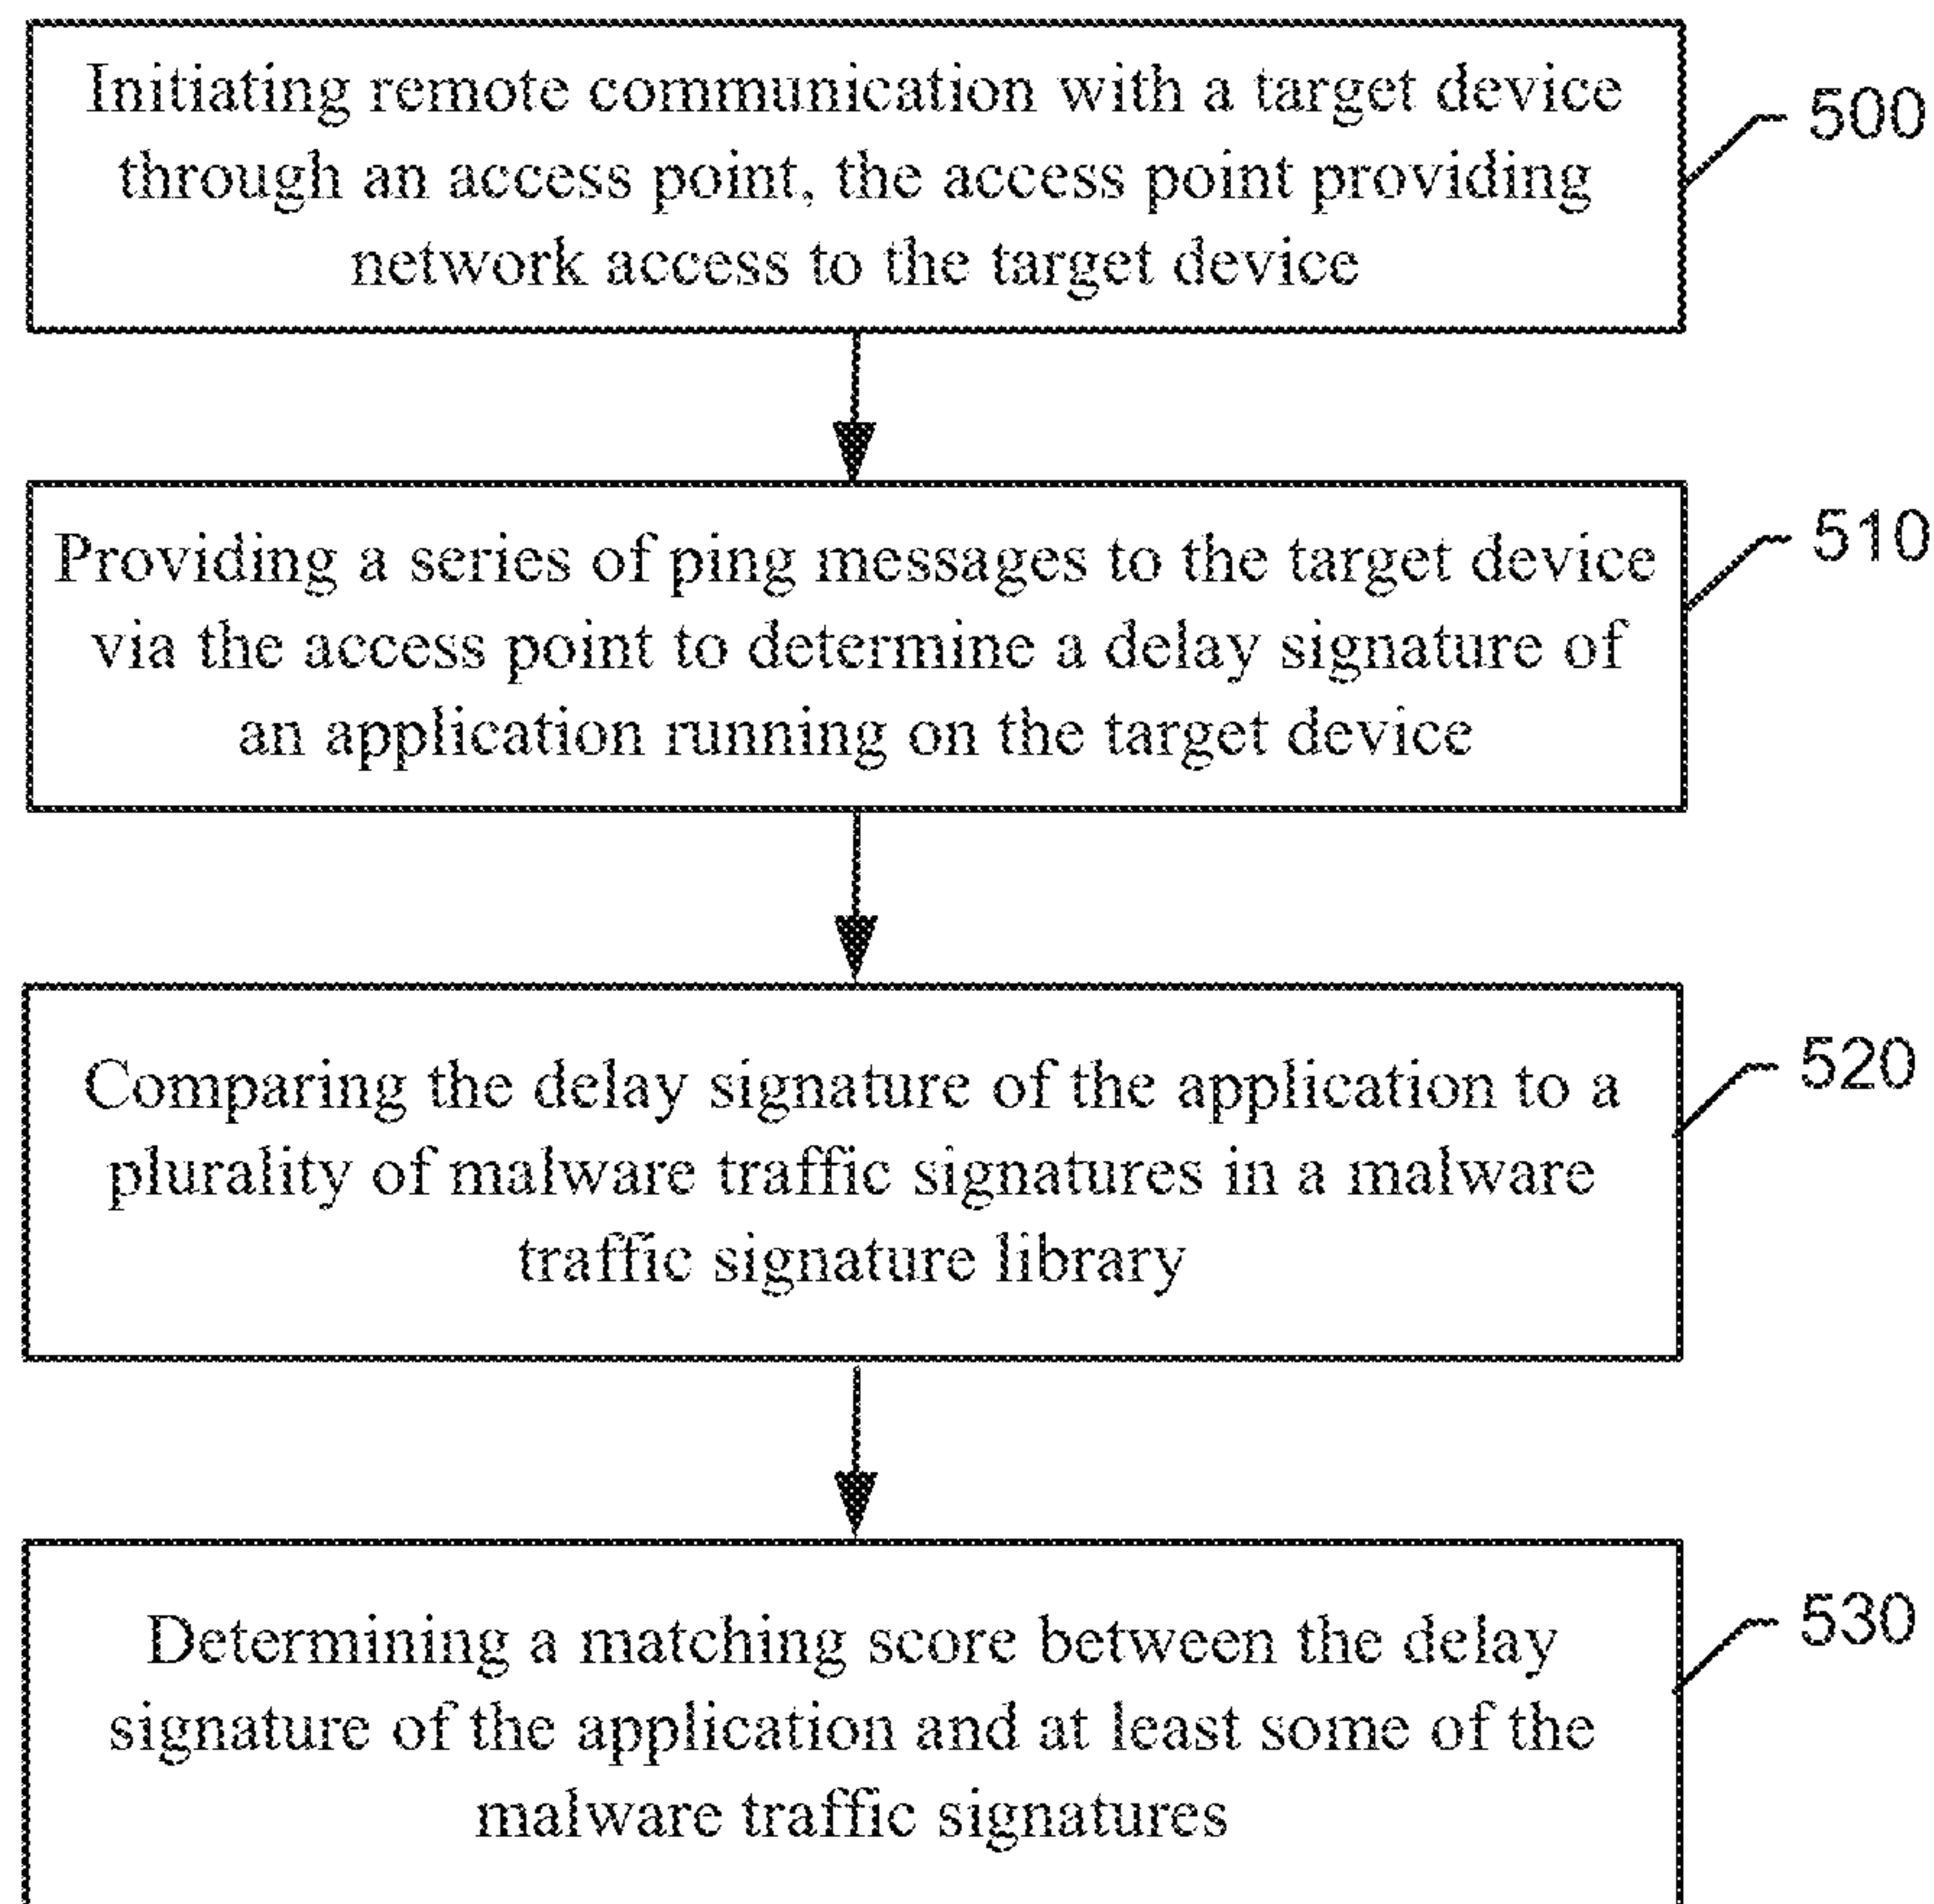 Initiating remote communication with a target device
through an access point, the access point providing
network access to the target device
500
Providing a series of ping messages to the target device
via the access point to determine a delay signature of
an application running on the target device
510
Comparing the delay signature of the application to a
plurality of malware traffic signatures in a malware
traffic signature library
520
Determining a matching score between the delay
signature of the application and at least some of the
malware traffic signatures
530